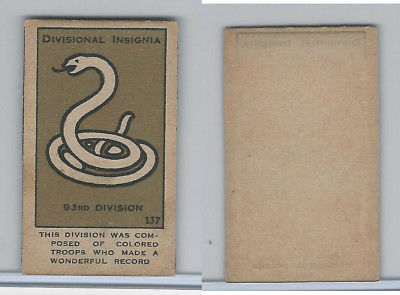 DIVISIONAL INSIGNIA
93RD DIVISION
137
THIS DIVISION WAS COM-
POSED OF COLORED
TROOPS WHO MADE A
WONDERFUL RECORD